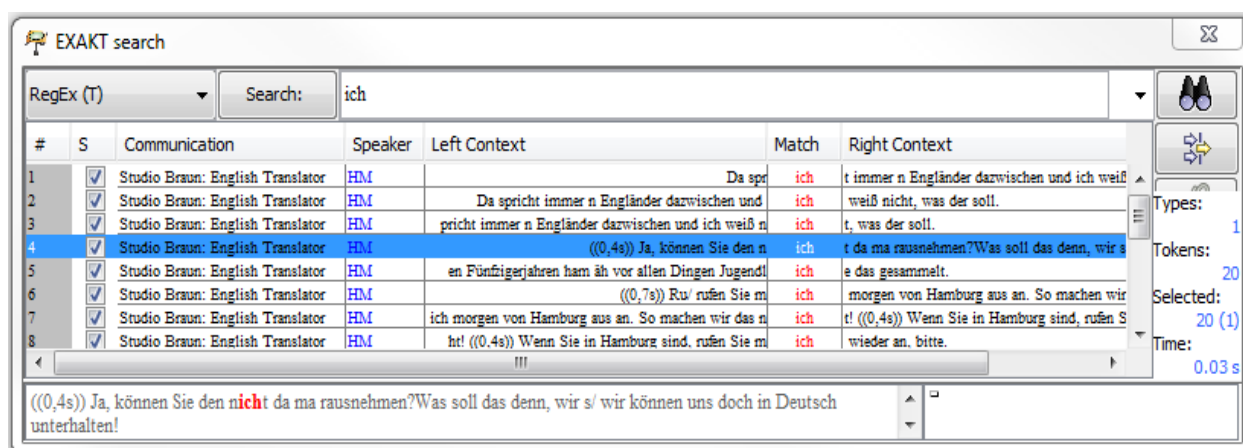 EXAKT search
RegEx (T) Search: ich
# S Communication Speaker Left Context Match Right Context
1 Studio Braun: English Translator HM Da spr ich t immer n Engländer dazwischen und ich weiß
2 Studio Braun: English Translator HM Da spricht immer n Engländer dazwischen und ich weiß nicht, was der soll.
3 Studio Braun: English Translator HM pricht immer n Engländer dazwischen und ich weiß n ich t, was der soll.
4 Studio Braun: English Translator HM ((0,4s)) Ja, können Sie den n ich t da ma rausnehmen?Was soll das denn, wir s
5 Studio Braun: English Translator HM en Fünfzigerjahren ham äh vor allen Dingen Jugendl ich e das gesammelt.
6 Studio Braun: English Translator HM ((0,7s)) Ru/ rufen Sie m ich morgen von Hamburg aus an. So machen wir
7 Studio Braun: English Translator HM ich morgen von Hamburg aus an. So machen wir das n ich t! ((0,4s)) Wenn Sie in Hamburg sind, rufen S
8 Studio Braun: English Translator HM ht! ((0,4s)) Wenn Sie in Hamburg sind, rufen Sie m ich wieder an, bitte.
Types:
1
Tokens:
20
Selected:
20 (1)
Time:
0.03 s
((0,4s)) Ja, können Sie den nicht da ma rausnehmen?Was soll das denn, wir s/ wir können uns doch in Deutsch
unterhalten!